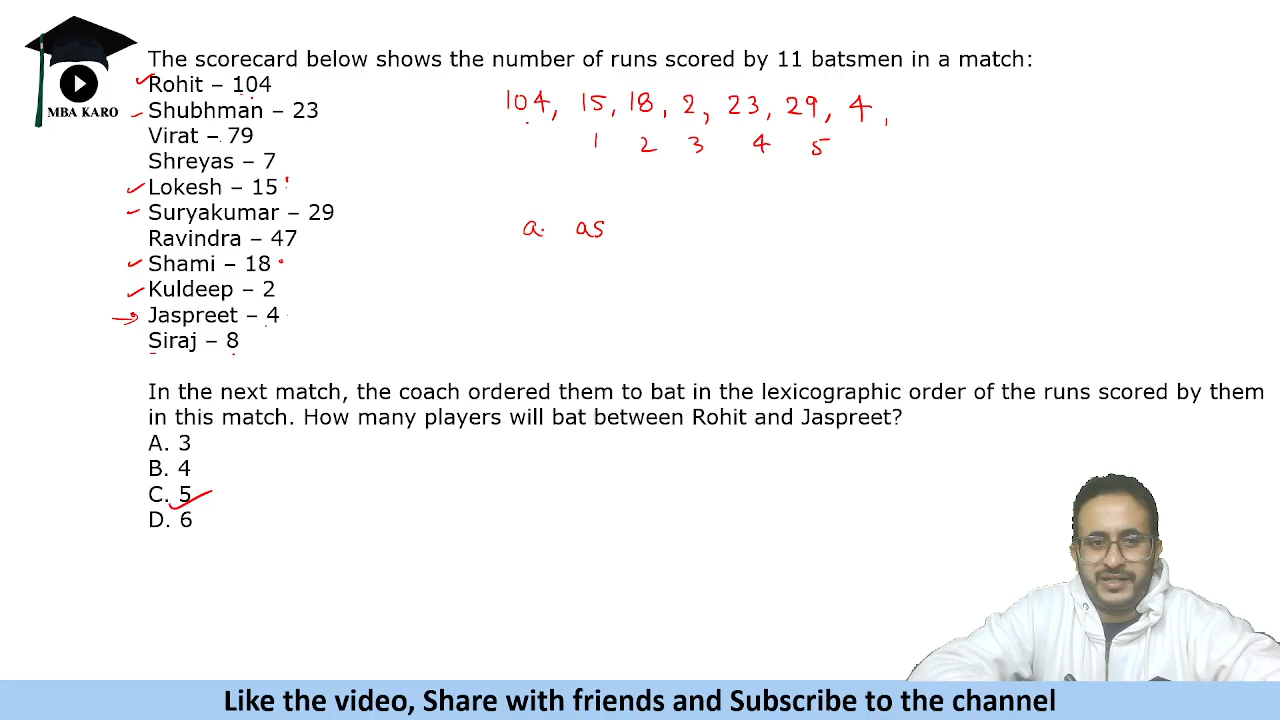 The scorecard below shows the number of runs scored by 11 batsmen in a match:
Rohit – 104
104, 15, 18, 2, 23, 29, 4,
MBA KARO
Shubhman – 23
Virat – 79
1 2 3 4 5
Shreyas – 7
Lokesh – 15
Suryakumar – 29
a. as
Ravindra – 47
Shami – 18
Kuldeep – 2
Jaspreet – 4
Siraj – 8
In the next match, the coach ordered them to bat in the lexicographic order of the runs scored by them
in this match. How many players will bat between Rohit and Jaspreet?
A. 3
B. 4
C. 5
D. 6
Like the video, Share with friends and Subscribe to the channel